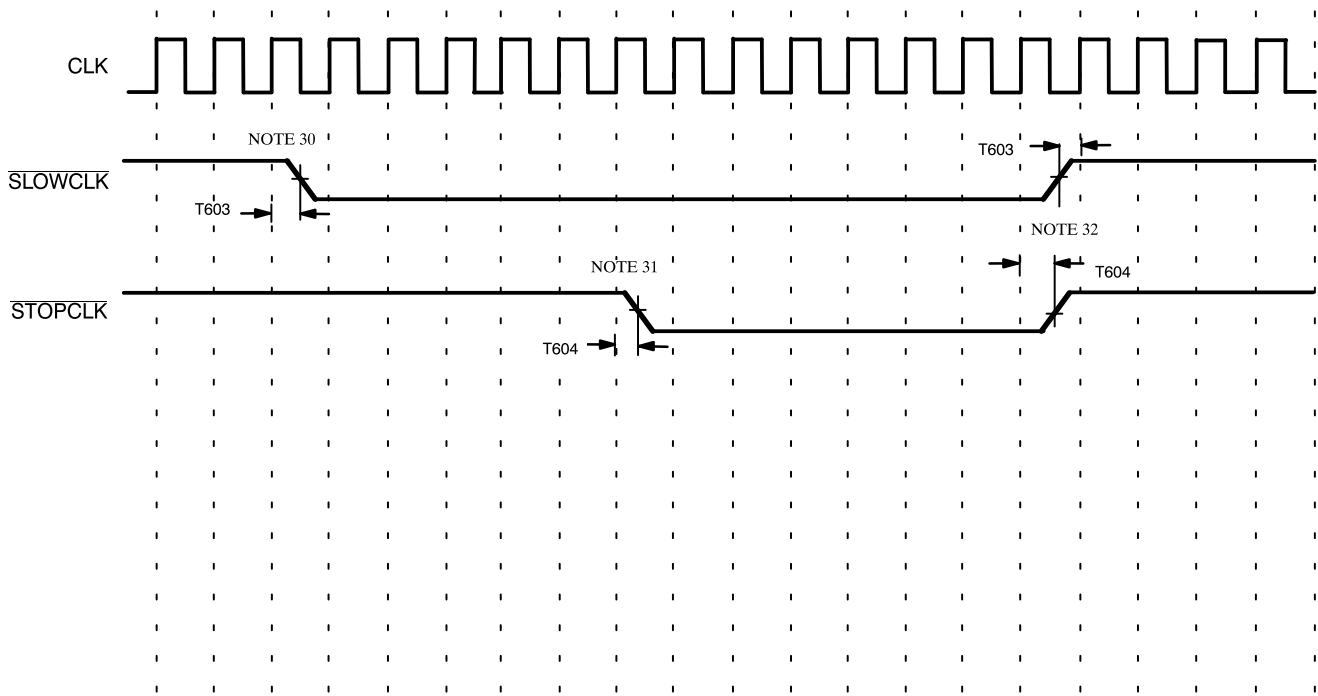 CLK
NOTE 30
T603
SLOWCLK
T603
NOTE 32
NOTE 31
T604
STOPCLK
T604